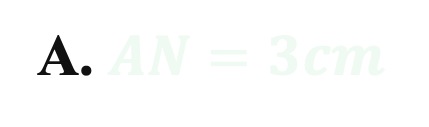 A. AN = 3cm